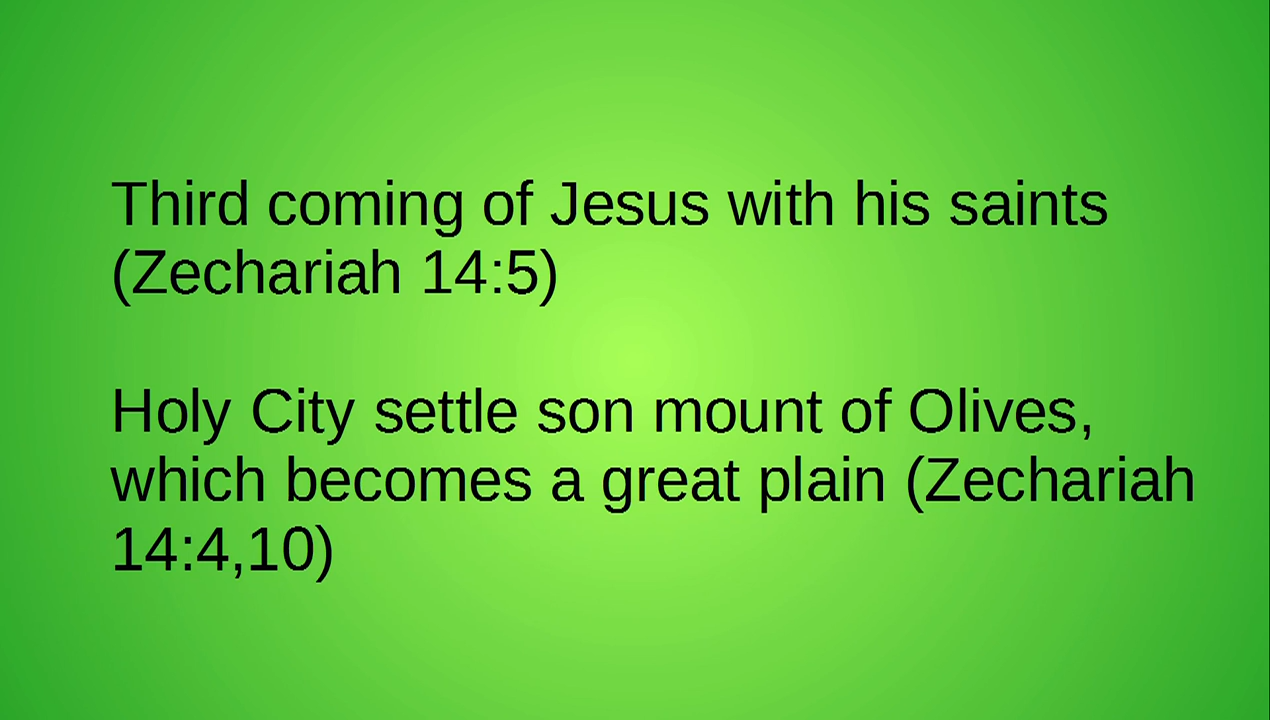 Third coming of Jesus with his saints
(Zechariah 14:5)
Holy City settle son mount of Olives,
which becomes a great plain (Zechariah
14:4,10)